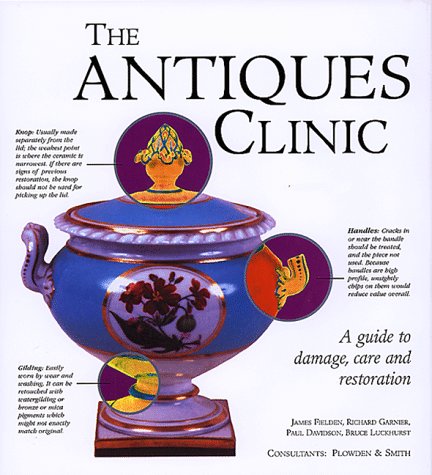 THE
ANTIQUES
CLINIC
Knop: Usually made
separately from the
lid; the weakest point
is where the ceramic is
narrowest. If there are
signs of previous
restoration, the knop
should not be used for
picking up the lid.
Handles: Cracks in
or near the handle
should be treated,
and the piece not
used. Because
handles are high
profile, unsightly
chips on them would
reduce value overall.
Gilding: Easily
worn by wear and
washing. It can be
retouched with
watergilding or
bronze or mica
pigments which
might not exactly
match original.
A guide to
damage, care and
restoration
JAMES FIELDEN, RICHARD GARNIER,
PAUL DAVIDSON, BRUCE LUCKHURST
CONSULTANTS: PLOWDEN & SMITH